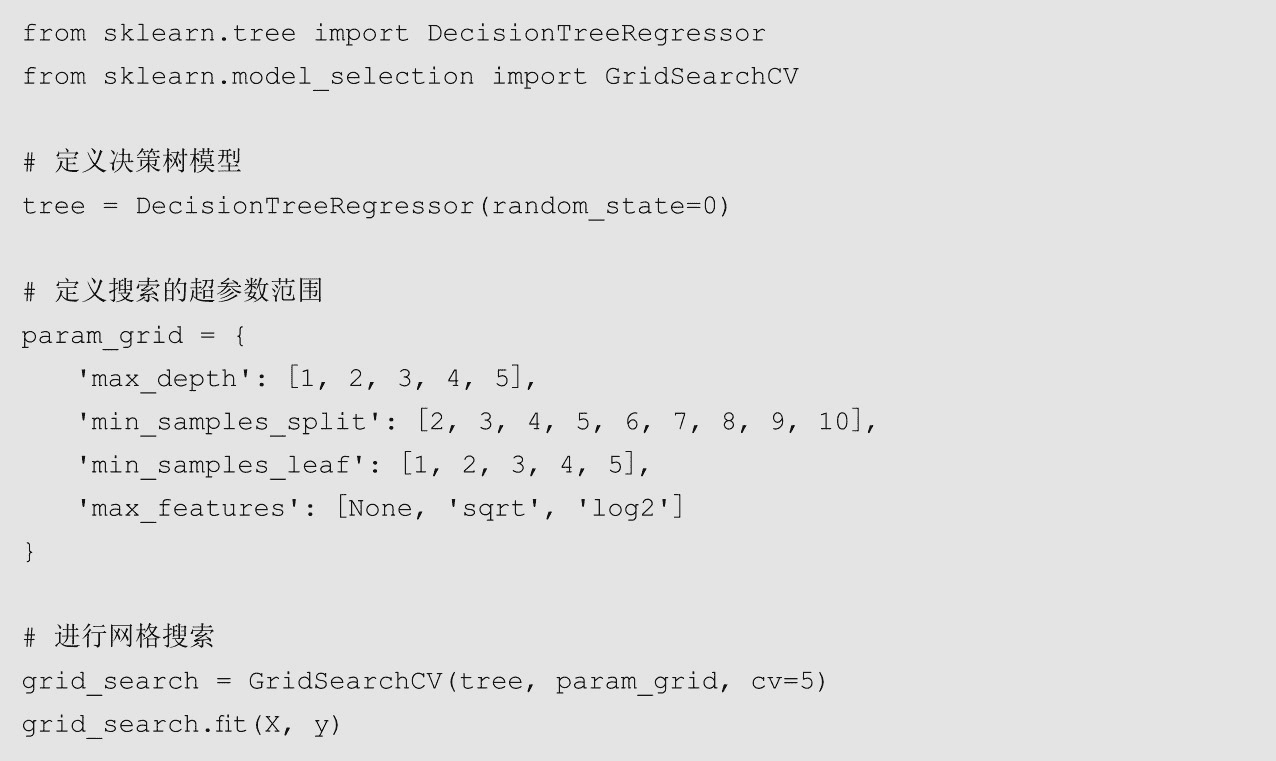 from sklearn.tree import DecisionTreeRegressor
from sklearn.model_selection import GridSearchCV
# 定义决策树模型
tree = DecisionTreeRegressor(random_state=0)
# 定义搜索的超参数范围
param_grid = {
    'max_depth': [1, 2, 3, 4, 5],
    'min_samples_split': [2, 3, 4, 5, 6, 7, 8, 9, 10],
    'min_samples_leaf': [1, 2, 3, 4, 5],
    'max_features': [None, 'sqrt', 'log2']
}
# 进行网格搜索
grid_search = GridSearchCV(tree, param_grid, cv=5)
grid_search.fit(X, y)